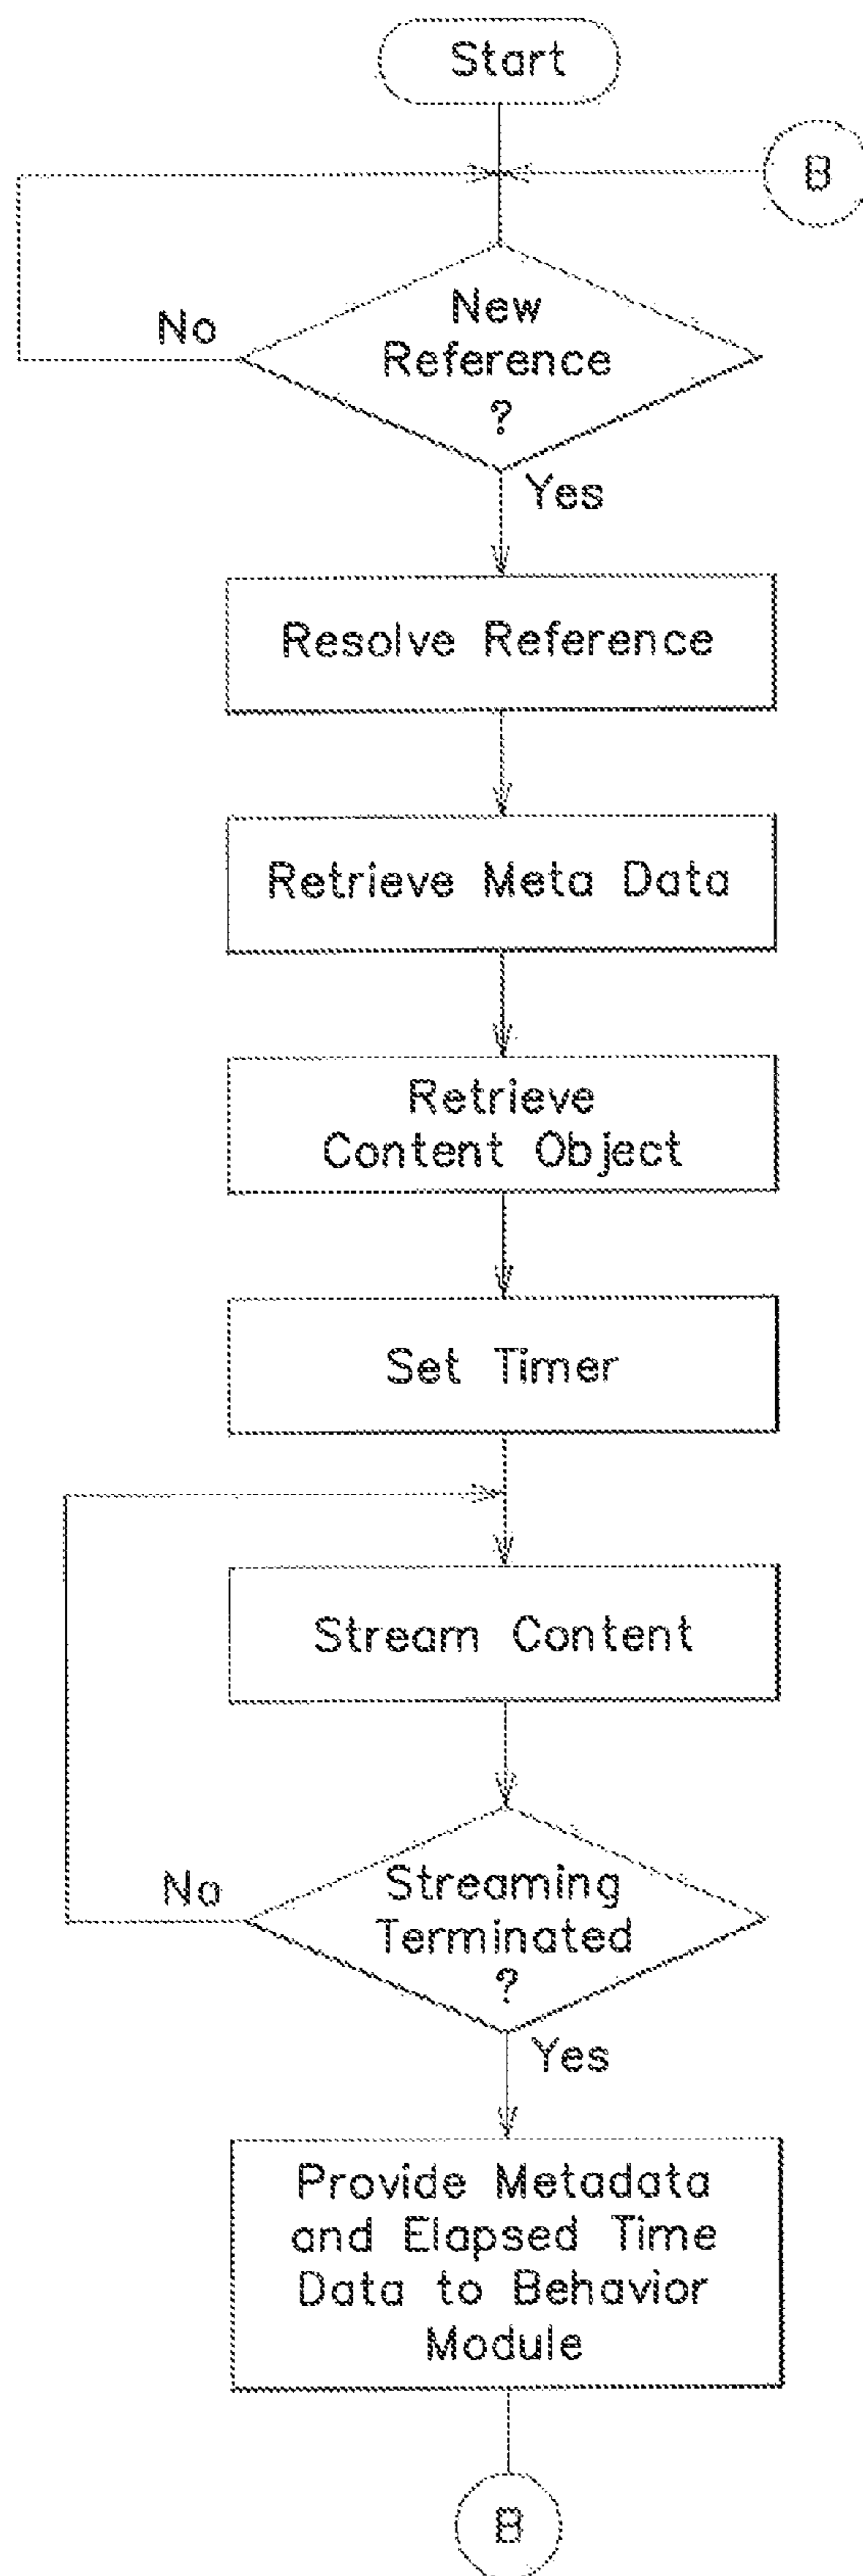 Start
B
New
Reference
?
No
Yes
Resolve Reference
Retrieve Meta Data
Retrieve
Content Object
Set Timer
Stream Content
Streaming
Terminated
?
No
Yes
Provide Metadata
and Elapsed Time
Data to Behavior
Module
B